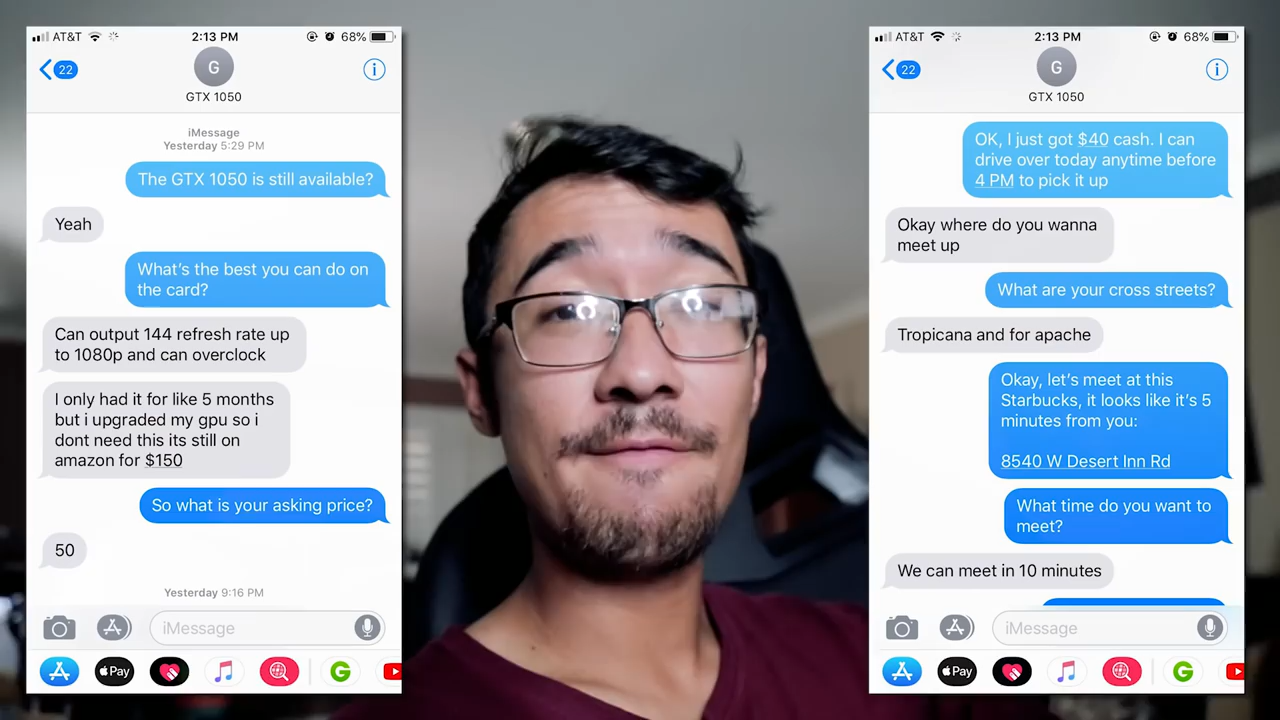 AT&T 2:13 PM 68%
22
G
GTX 1050
iMessage
Yesterday 5:29 PM
The GTX 1050 is still available?
Yeah
What's the best you can do on
the card?
Can output 144 refresh rate up
to 1080p and can overclock
I only had it for like 5 months
but i upgraded my gpu so i
dont need this its still on
amazon for $150
So what is your asking price?
50
Yesterday 9:16 PM
iMessage
Pay
G
AT&T 2:13 PM 68%
22
G
GTX 1050
OK, I just got $40 cash. I can
drive over today anytime before
4 PM to pick it up
Okay where do you wanna
meet up
What are your cross streets?
Tropicana and for apache
Okay, let's meet at this
Starbucks, it looks like it's 5
minutes from you:
8540 W Desert Inn Rd
What time do you want to
meet?
We can meet in 10 minutes
iMessage
Pay
G